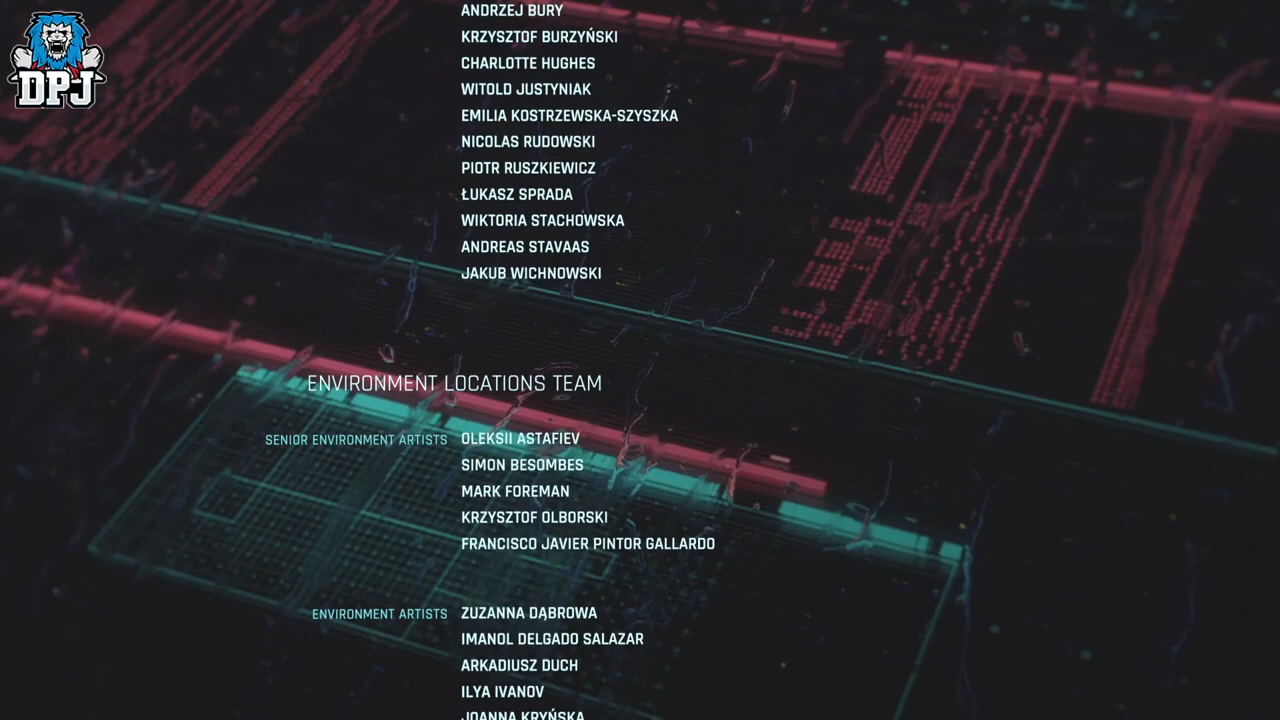 DPJ
ANDRZEJ BURY
KRZYSZTOF BURZYŃSKI
CHARLOTTE HUGHES
WITOLD JUSTYNIAK
EMILIA KOSTRZEWSKA-SZYSZKA
NICOLAS RUDOWSKI
PIOTR RUSZKIEWICZ
ŁUKASZ SPRADA
WIKTORIA STACHOWSKA
ANDREAS STAVAAS
JAKUB WICHNOWSKI
ENVIRONMENT LOCATIONS TEAM
SENIOR ENVIRONMENT ARTISTS OLEKSII ASTAFIEV
SIMON BESOMBES
MARK FOREMAN
KRZYSZTOF OLBORSKI
FRANCISCO JAVIER PINTOR GALLARDO
ENVIRONMENT ARTISTS ZUZANNA DĄBROWA
IMANOL DELGADO SALAZAR
ARKADIUSZ DUCH
ILYA IVANOV
JOANNA KRYŃSKA